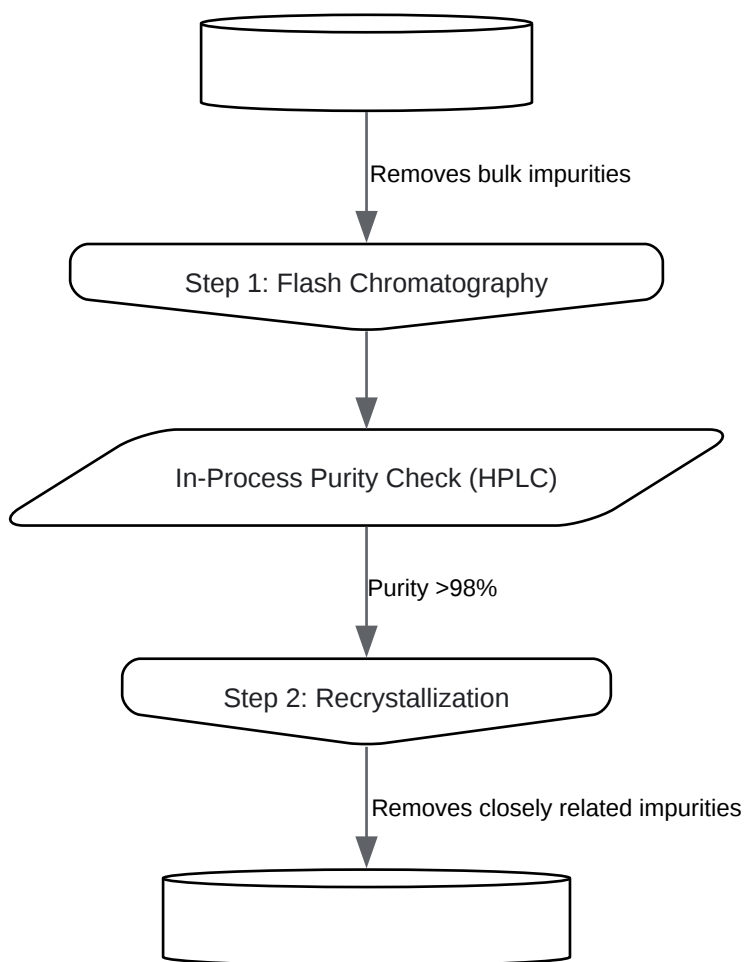 Removes bulk impurities
Step 1: Flash Chromatography
In-Process Purity Check (HPLC)
Purity >98%
Step 2: Recrystallization
Removes closely related impurities